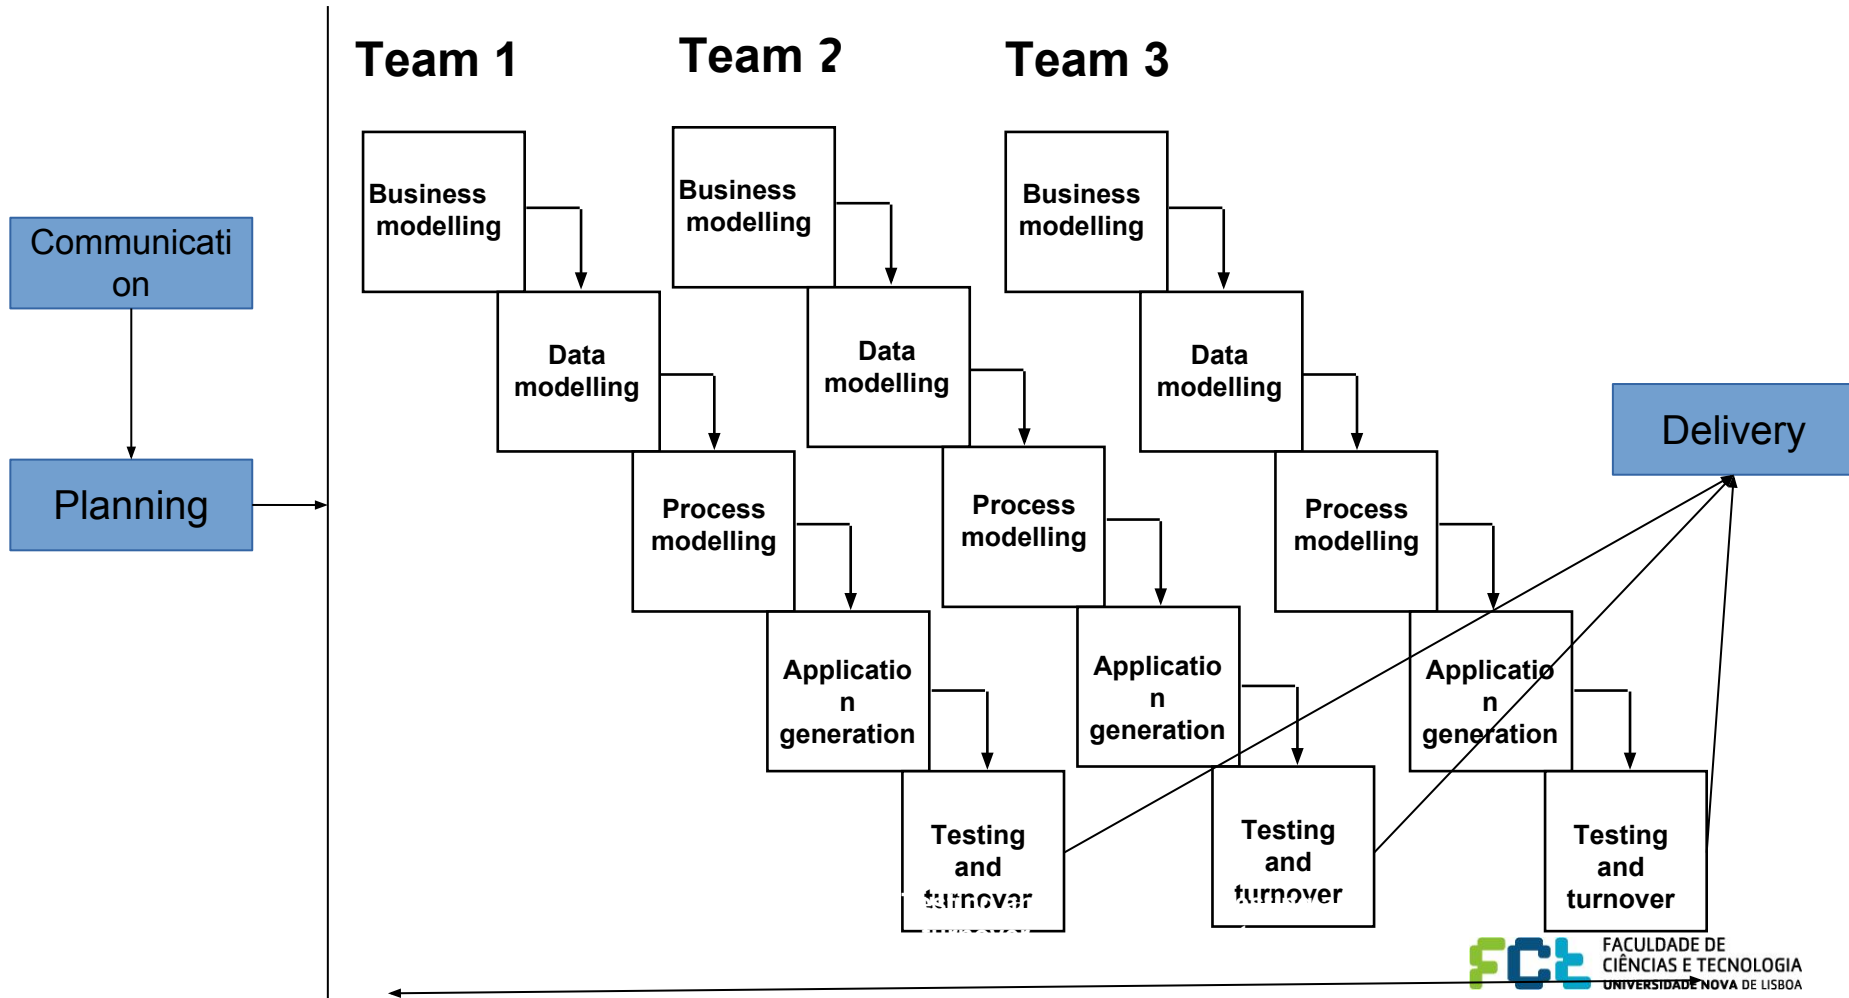 Team 1
Team 2
Team 3
Communicati
on
Planning
Business
modelling
Data
modelling
Process
modelling
Applicatio
n
generation
Testing
and
turnover
Business
modelling
Data
modelling
Process
modelling
Applicatio
n
generation
Testing
and
turnover
Business
modelling
Data
modelling
Process
modelling
Applicatio
n
generation
Testing
and
turnover
Delivery
FCt
FACULDADE DE
CIÊNCIAS E TECNOLOGIA
UNIVERSIDADE NOVA DE LISBOA